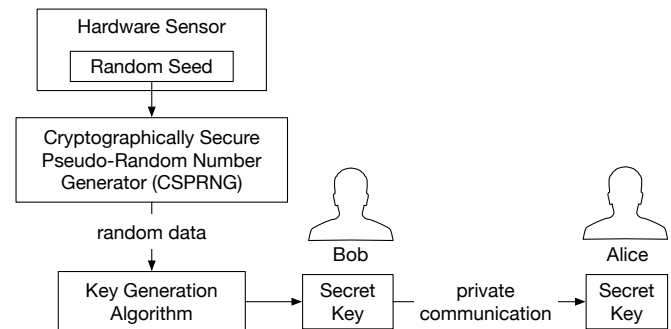 Hardware Sensor
Random Seed
Cryptographically Secure
Pseudo-Random Number
Generator (CSPRNG)
random data
Key Generation
Algorithm
Bob
Secret
Key
private
communication
Alice
Secret
Key